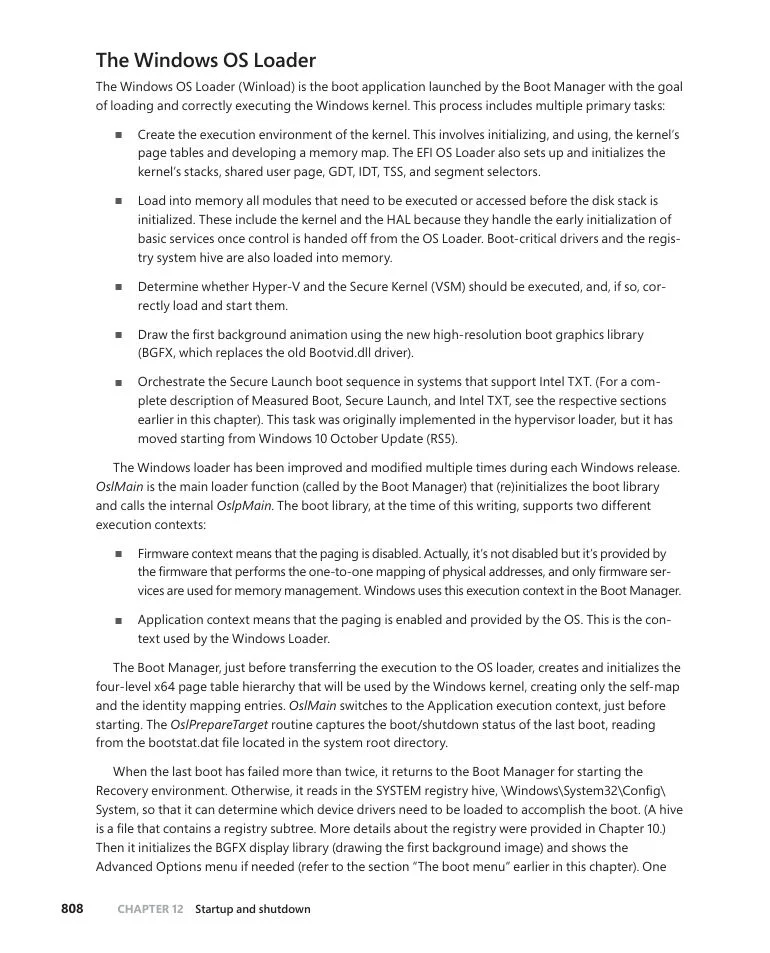 The Windows OS Loader
The Windows OS Loader (Winload) is the boot application launched by the Boot Manager with the goal
of loading and correctly executing the Windows kernel. This process includes multiple primary tasks:
■ Create the execution environment of the kernel. This involves initializing, and using, the kernel’s
page tables and developing a memory map. The EFI OS Loader also sets up and initializes the
kernel’s stacks, shared user page, GDT, IDT, TSS, and segment selectors.
■ Load into memory all modules that need to be executed or accessed before the disk stack is
initialized. These include the kernel and the HAL because they handle the early initialization of
basic services once control is handed off from the OS Loader. Boot-critical drivers and the regis-
try system hive are also loaded into memory.
■ Determine whether Hyper-V and the Secure Kernel (VSM) should be executed, and, if so, cor-
rectly load and start them.
■ Draw the first background animation using the new high-resolution boot graphics library
(BGFX, which replaces the old Bootvid.dll driver).
■ Orchestrate the Secure Launch boot sequence in systems that support Intel TXT. (For a com-
plete description of Measured Boot, Secure Launch, and Intel TXT, see the respective sections
earlier in this chapter). This task was originally implemented in the hypervisor loader, but it has
moved starting from Windows 10 October Update (RS5).
The Windows loader has been improved and modified multiple times during each Windows release.
OslMain is the main loader function (called by the Boot Manager) that (re)initializes the boot library
and calls the internal OslpMain. The boot library, at the time of this writing, supports two different
execution contexts:
■ Firmware context means that the paging is disabled. Actually, it’s not disabled but it’s provided by
the firmware that performs the one-to-one mapping of physical addresses, and only firmware ser-
vices are used for memory management. Windows uses this execution context in the Boot Manager.
■ Application context means that the paging is enabled and provided by the OS. This is the con-
text used by the Windows Loader.
The Boot Manager, just before transferring the execution to the OS loader, creates and initializes the
four-level x64 page table hierarchy that will be used by the Windows kernel, creating only the self-map
and the identity mapping entries. OslMain switches to the Application execution context, just before
starting. The OslPrepareTarget routine captures the boot/shutdown status of the last boot, reading
from the bootstat.dat file located in the system root directory.
When the last boot has failed more than twice, it returns to the Boot Manager for starting the
Recovery environment. Otherwise, it reads in the SYSTEM registry hive, \Windows\System32\Config\
System, so that it can determine which device drivers need to be loaded to accomplish the boot. (A hive
is a file that contains a registry subtree. More details about the registry were provided in Chapter 10.)
Then it initializes the BGFX display library (drawing the first background image) and shows the
Advanced Options menu if needed (refer to the section “The boot menu” earlier in this chapter). One
808 CHAPTER 12 Startup and shutdown